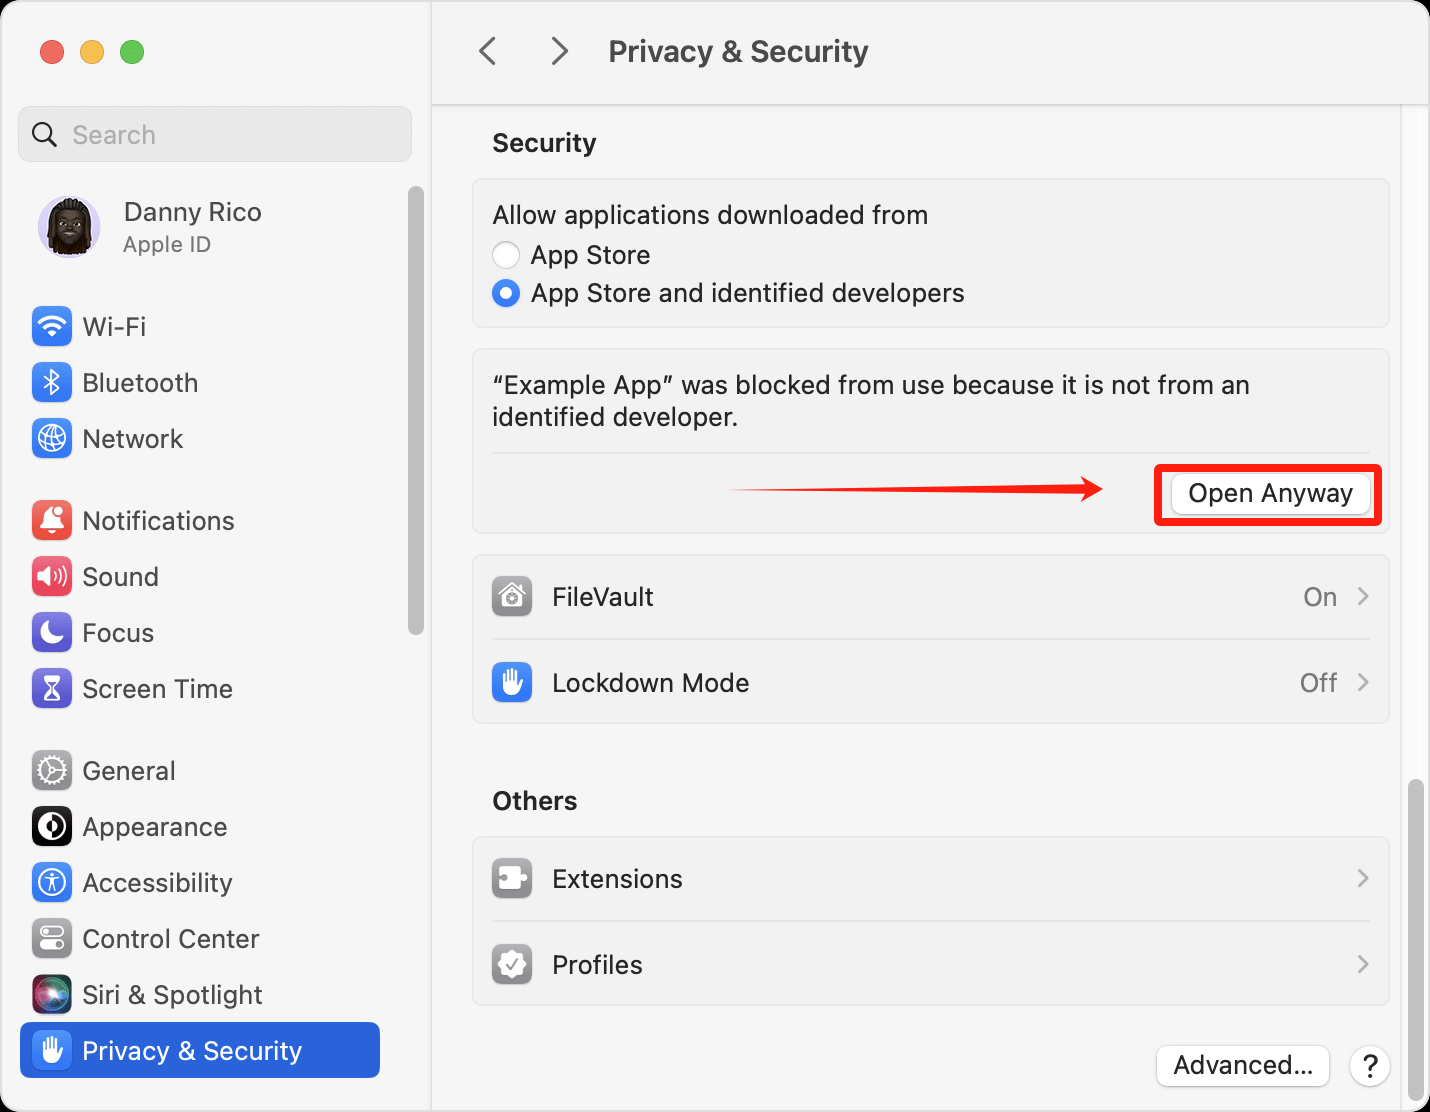 Search
Danny Rico
Apple ID
Wi-Fi
Bluetooth
Network
Notifications
Sound
Focus
Screen Time
General
Appearance
Accessibility
Control Center
Siri & Spotlight
Privacy & Security
Privacy & Security
Security
Allow applications downloaded from
App Store
App Store and identified developers
“Example App” was blocked from use because it is not from an
identified developer.
Open Anyway
FileVault On
Lockdown Mode Off
Others
Extensions
Profiles
Advanced... ?